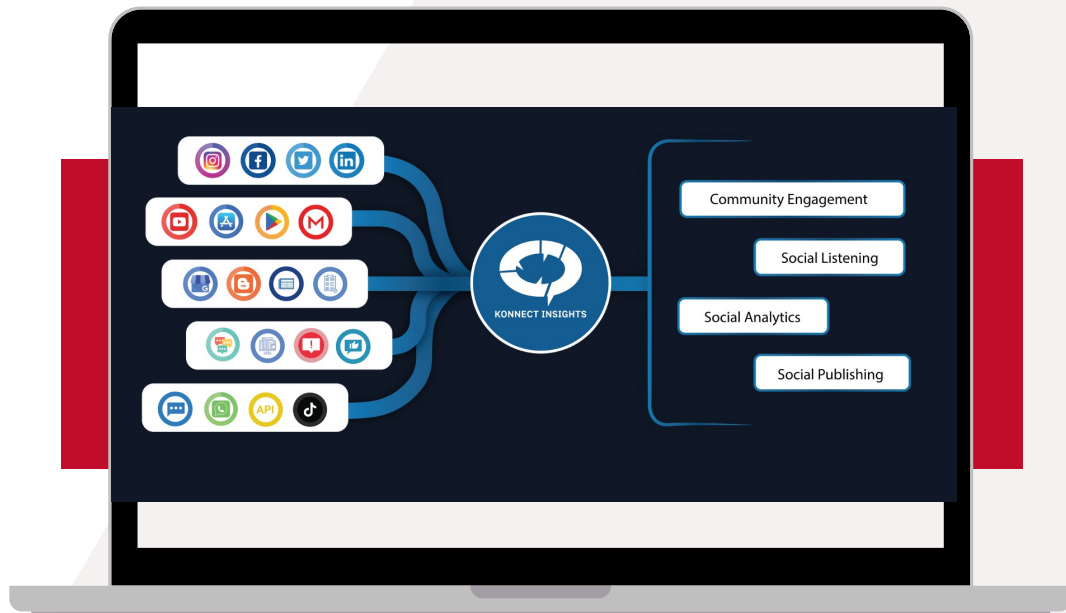 API
KONNECT INSIGHTS
Community Engagement
Social Listening
Social Analytics
Social Publishing